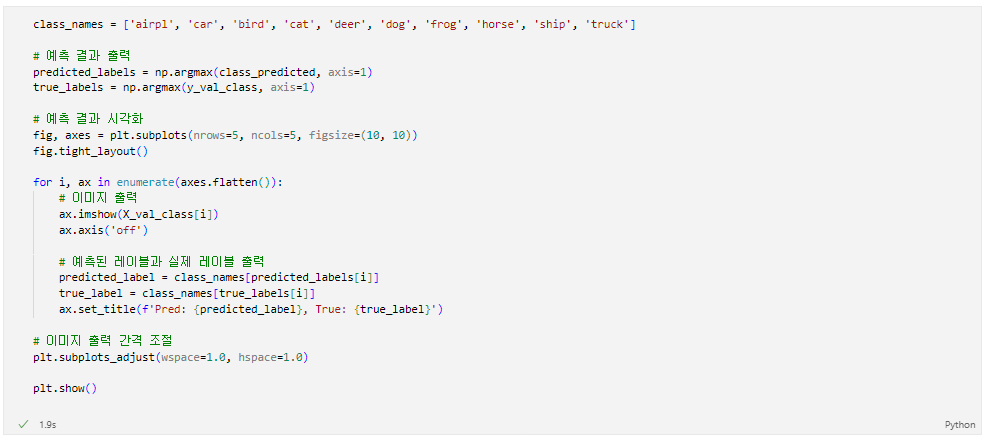 class_names = ['airpl', 'car', 'bird', 'cat', 'deer', 'dog', 'frog', 'horse', 'ship', 'truck']
# 예측 결과 출력
predicted_labels = np.argmax(class_predicted, axis=1)
true_labels = np.argmax(y_val_class, axis=1)
# 예측 결과 시각화
fig, axes = plt.subplots(nrows=5, ncols=5, figsize=(10, 10))
fig.tight_layout()
for i, ax in enumerate(axes.flatten()):
    # 이미지 출력
    ax.imshow(X_val_class[i])
    ax.axis('off')
    # 예측된 레이블과 실제 레이블 출력
    predicted_label = class_names[predicted_labels[i]]
    true_label = class_names[true_labels[i]]
    ax.set_title(f'Pred: {predicted_label}, True: {true_label}')
# 이미지 출력 간격 조절
plt.subplots_adjust(wspace=1.0, hspace=1.0)
plt.show()
✓ 1.9s Python